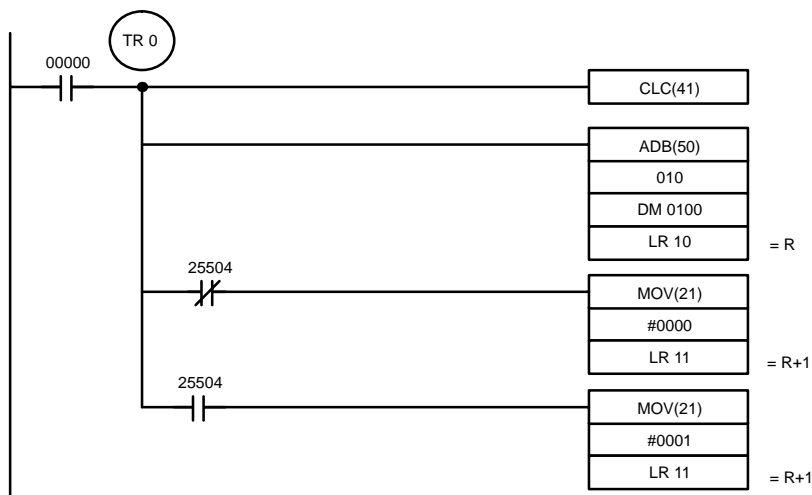 TR 0
00000
CLC(41)
ADB(50)
010
DM 0100
LR 10 = R
25504
MOV(21)
#0000
LR 11 = R+1
25504
MOV(21)
#0001
LR 11 = R+1